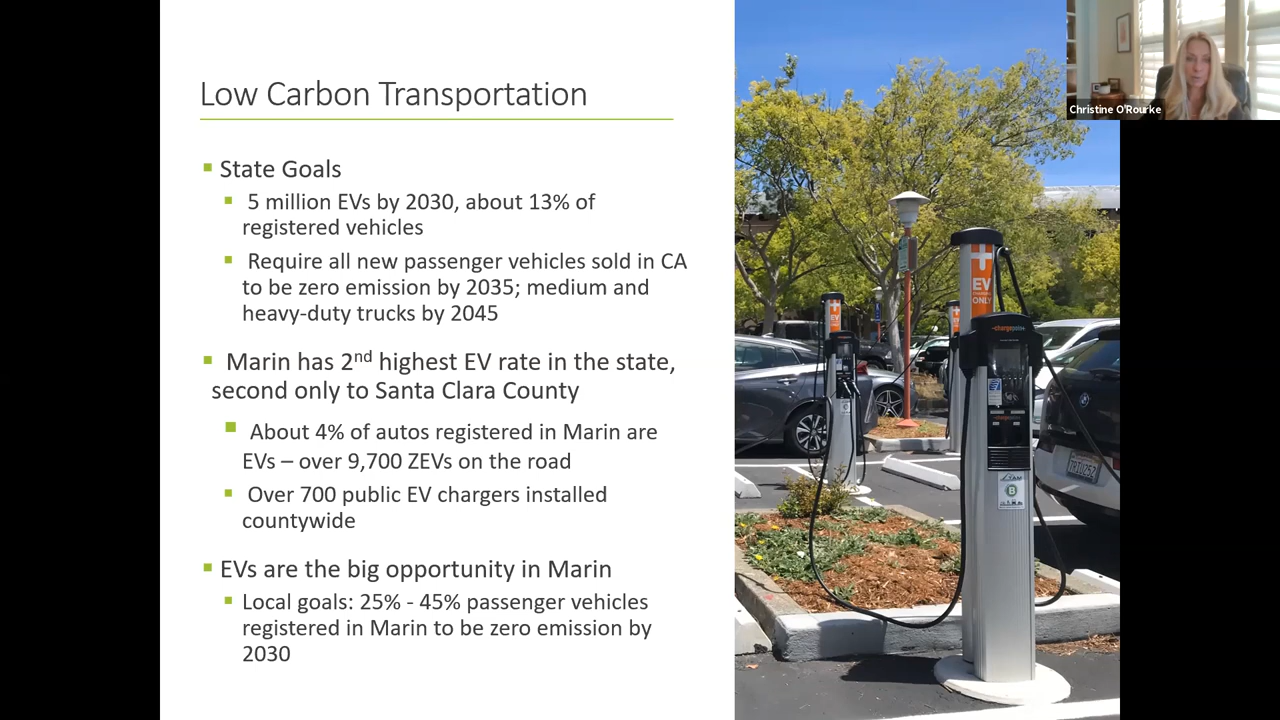 Low Carbon Transportation
State Goals
5 million EVs by 2030, about 13% of
registered vehicles
Require all new passenger vehicles sold in CA
to be zero emission by 2035; medium and
heavy-duty trucks by 2045
Marin has 2nd highest EV rate in the state,
second only to Santa Clara County
About 4% of autos registered in Marin are
EVs – over 9,700 ZEVs on the road
Over 700 public EV chargers installed
countywide
EVs are the big opportunity in Marin
Local goals: 25% - 45% passenger vehicles
registered in Marin to be zero emission by
2030
Christine O'Rourke
EV
ONLY
EV
chargepoint